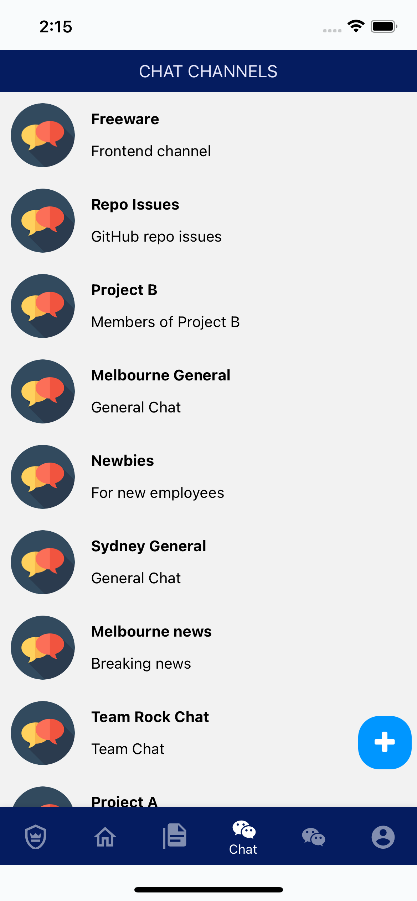 2:15
CHAT CHANNELS
Freeware
Frontend channel
Repo Issues
GitHub repo issues
Project B
Members of Project B
Melbourne General
General Chat
Newbies
For new employees
Sydney General
General Chat
Melbourne news
Breaking news
Team Rock Chat
Team Chat
Project A
Chat